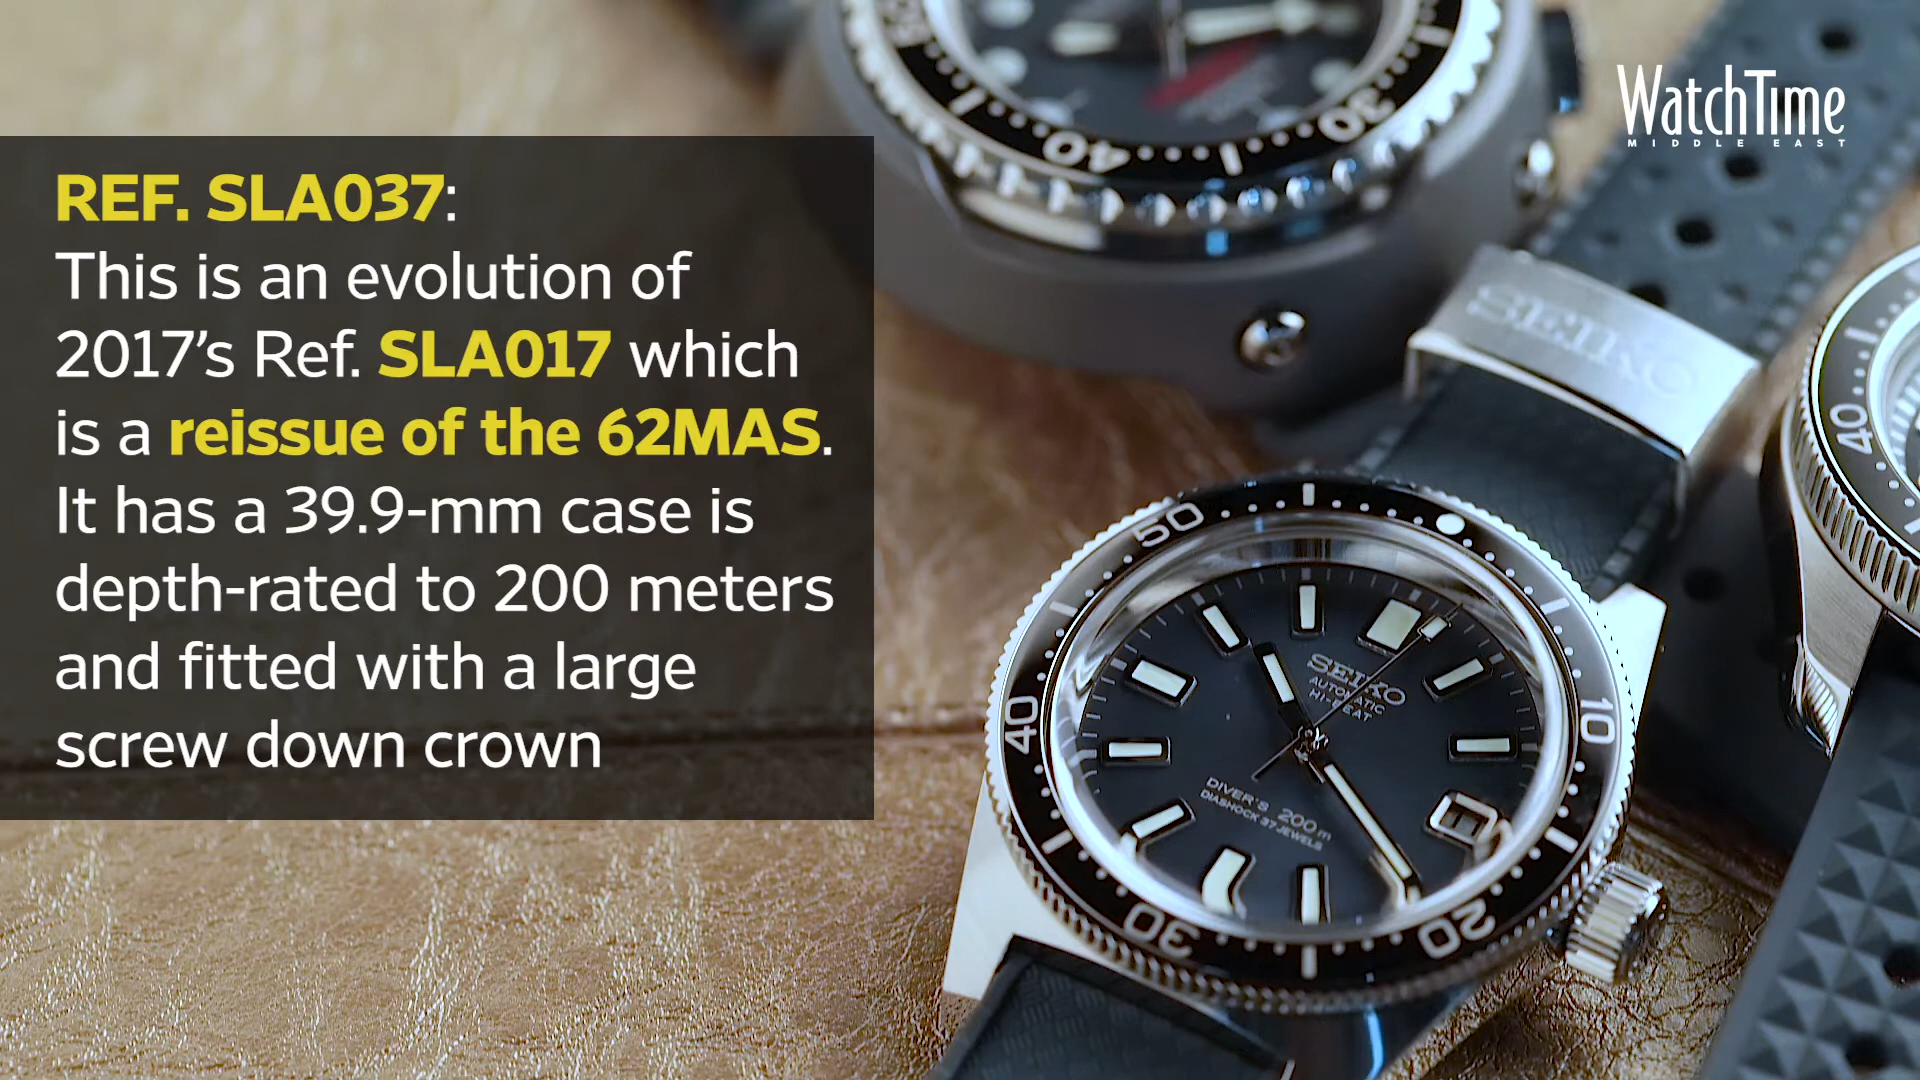 WatchTime
MIDDLE EAST
REF. SLA037:
This is an evolution of
2017's Ref. SLA017 which
is a reissue of the 62MAS.
It has a 39.9-mm case is
depth-rated to 200 meters
and fitted with a large
screw down crown
40
30
SEIKO
40
50
10
20
30
40
SEIKO
AUTOMATIC
HI-BEAT
DIVER'S 200 m
DIASHOCK 37 JEWELS